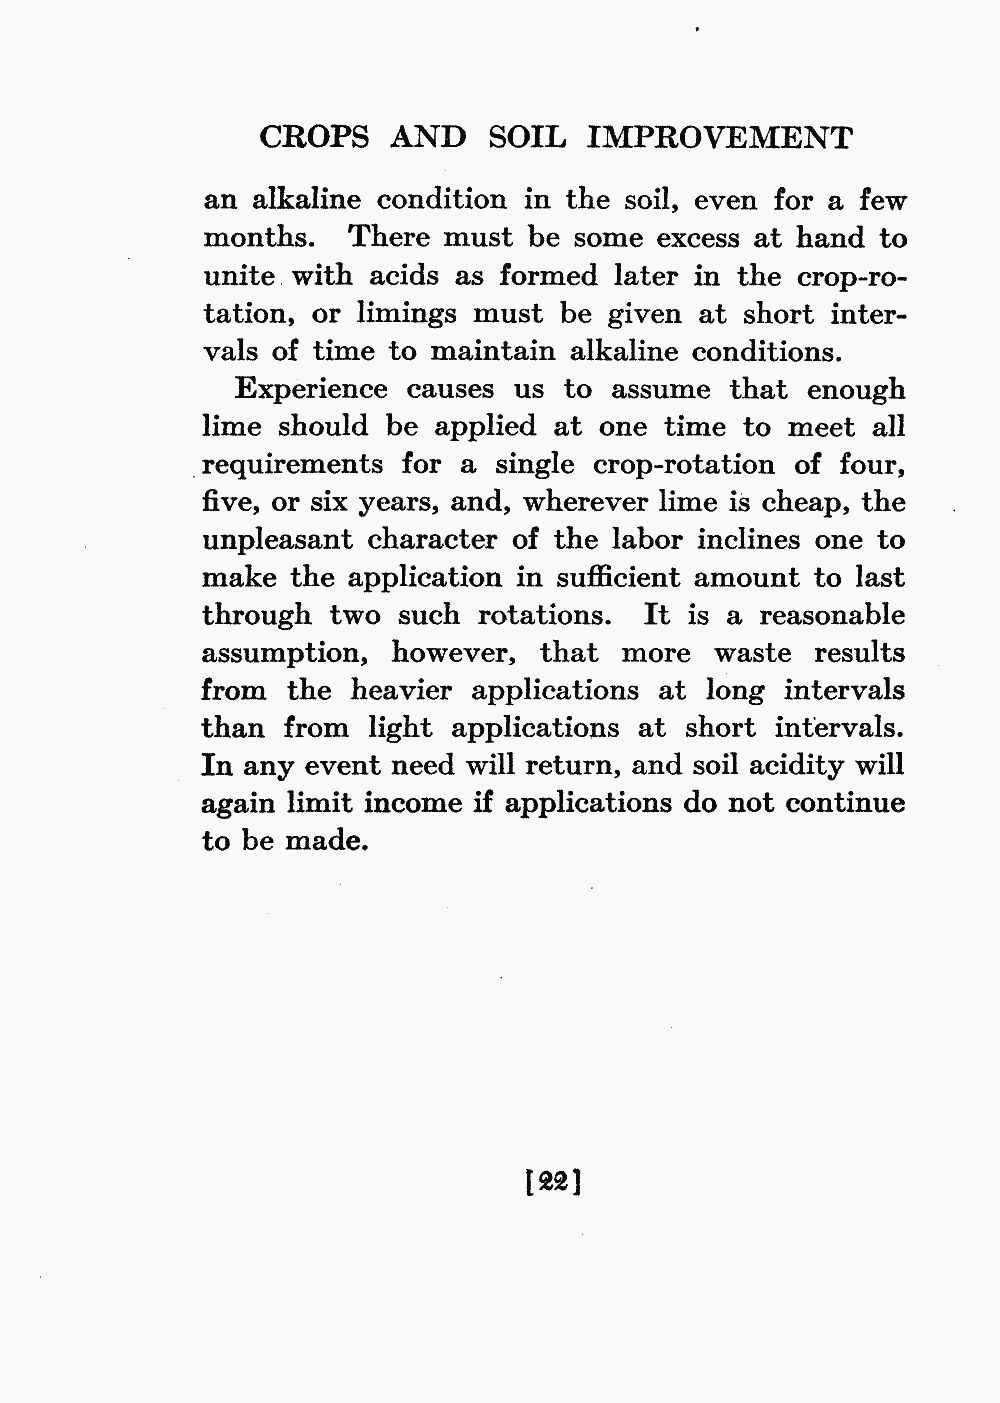 CROPS AND SOIL IMPROVEMENT
an alkaline condition in the soil, even for a few
months. There must be some excess at hand to
unite with acids as formed later in the crop-ro-
tation, or limings must be given at short inter-
vals of time to maintain alkaline conditions.
Experience causes us to assume that enough
lime should be applied at one time to meet all
requirements for a single crop-rotation of four,
five, or six years, and, wherever lime is cheap, the
unpleasant character of the labor inclines one to
make the application in sufficient amount to last
through two such rotations. It is a reasonable
assumption, however, that more waste results
from the heavier applications at long intervals
than from light applications at short intervals.
In any event need will return, and soil acidity will
again limit income if applications do not continue
to be made.
[22]